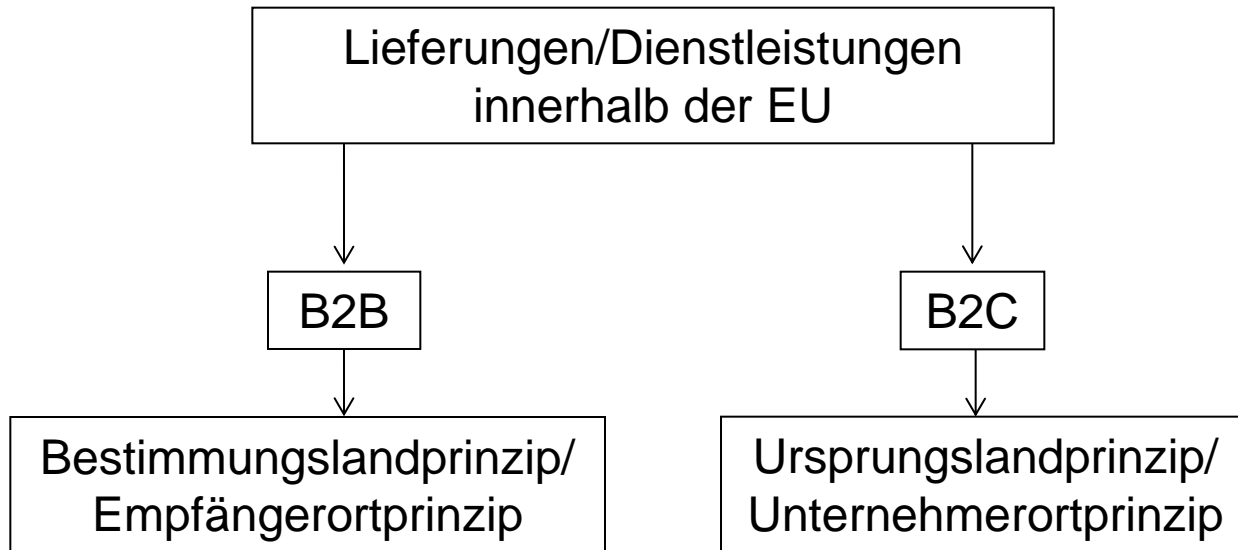 Lieferungen/Dienstleistungen
innerhalb der EU
B2B
B2C
Bestimmungslandprinzip/
Empfängerortprinzip
Ursprungslandprinzip/
Unternehmerortprinzip